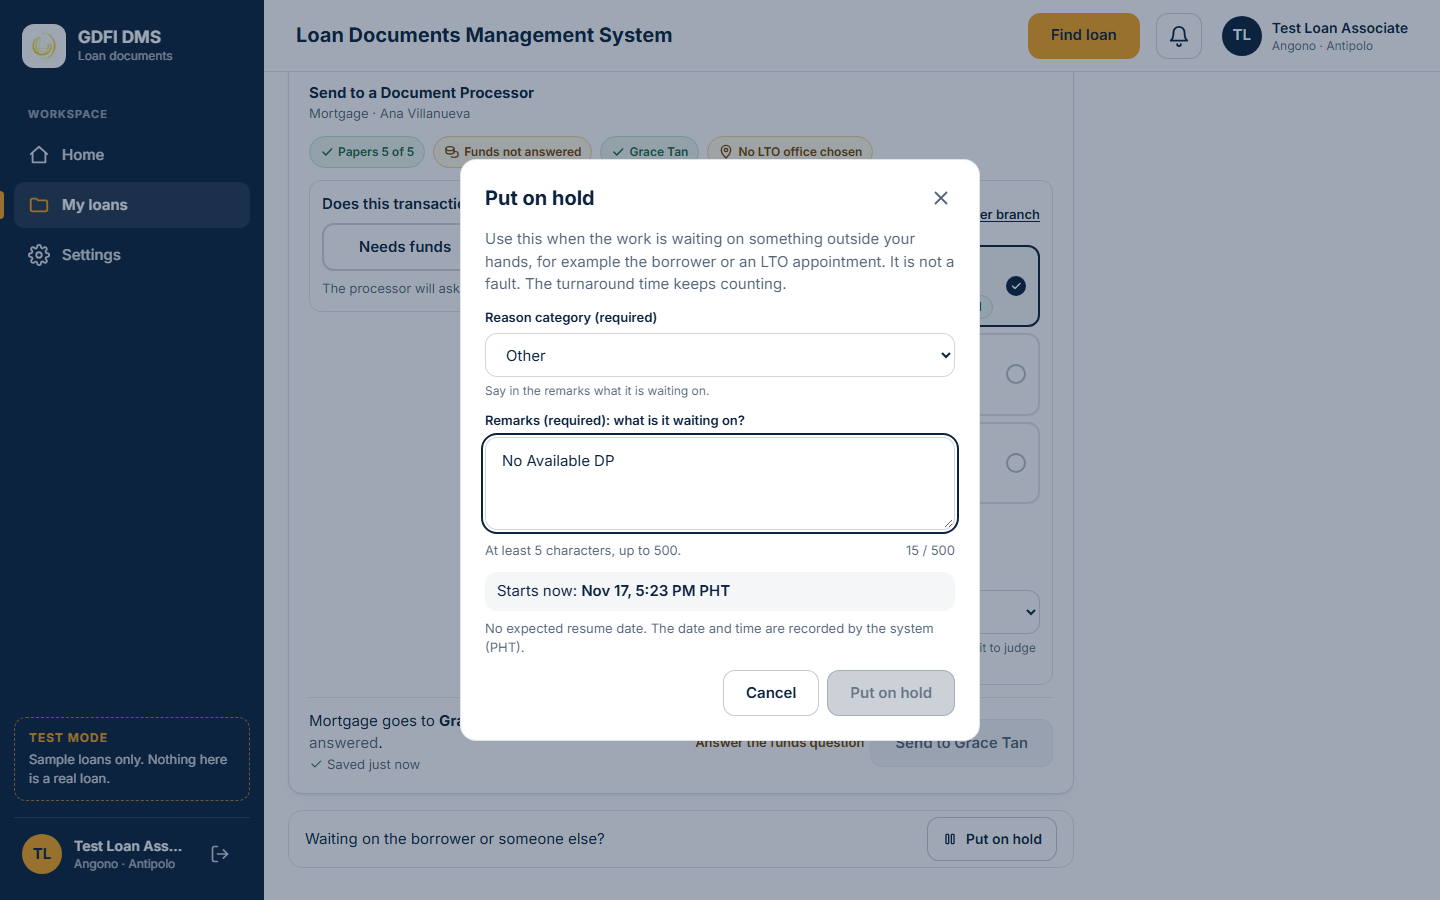 GDFI DMS
Loan documents
WORKSPACE
Home
My loans
Settings
TEST MODE
Sample loans only. Nothing here
is a real loan.
TL
Test Loan Ass...
Angono · Antipolo
Loan Documents Management System
Find loan
TL
Test Loan Associate
Angono · Antipolo
Send to a Document Processor
Mortgage · Ana Villanueva
Papers 5 of 5
Funds not answered
Grace Tan
No LTO office chosen
Does this transactio
er branch
Needs funds
The processor will ask
it to judge
Mortgage goes to Gra
answered.
Saved just now
Answer the funds question
Send to Grace Tan
Waiting on the borrower or someone else?
Put on hold
Put on hold
Use this when the work is waiting on something outside your
hands, for example the borrower or an LTO appointment. It is not a
fault. The turnaround time keeps counting.
Reason category (required)
Other
Say in the remarks what it is waiting on.
Remarks (required): what is it waiting on?
No Available DP
At least 5 characters, up to 500.
15 / 500
Starts now: Nov 17, 5:23 PM PHT
No expected resume date. The date and time are recorded by the system
(PHT).
Cancel
Put on hold